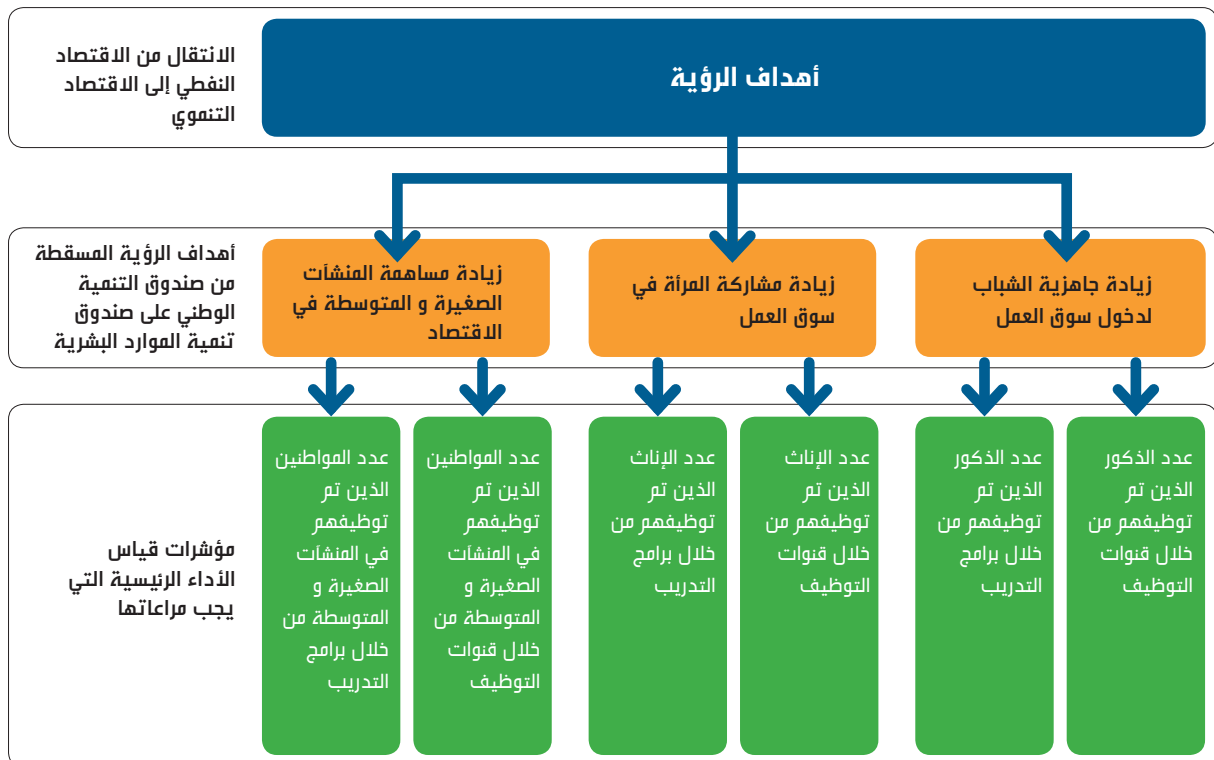 أهداف الرؤية
الانتقال من الاقتصاد
النفطي إلى الاقتصاد
التنموي
أهداف الرؤية المسقطة
من صندوق التنمية
الوطني على صندوق
تنمية الموارد البشرية
زيادة جاهزية الشباب
لدخول سوق العمل
زيادة مشاركة المرأة في
سوق العمل
زيادة مساهمة المنشآت
الصغيرة و المتوسطة في
الاقتصاد
عدد الذكور
الذين تم
توظيفهم من
خلال قنوات
التوظيف
عدد الذكور
الذين تم
توظيفهم من
خلال برامج
التدريب
عدد الإناث
الذين تم
توظيفهم من
خلال قنوات
التوظيف
عدد الإناث
الذين تم
توظيفهم من
خلال برامج
التدريب
عدد المواطنين
الذين تم
توظيفهم
في المنشآت
الصغيرة و
المتوسطة من
خلال قنوات
التوظيف
عدد المواطنين
الذين تم
توظيفهم
في المنشآت
الصغيرة و
المتوسطة من
خلال برامج
التدريب
مؤشرات قياس
الأداء الرئيسية التي
يجب مراعاتها